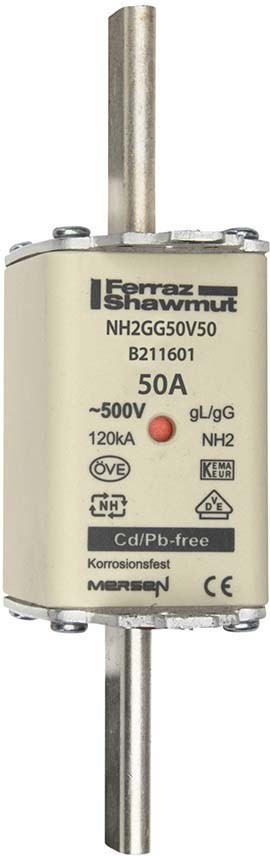 Ferraz
Shawmut
NH2GG50V50
B211601
50A
~500V gL/gG
120kA NH2
ÖVE KEMA
KEUR
NH VDE
Cd/Pb-free
Korrosionsfest
MERSEN CE